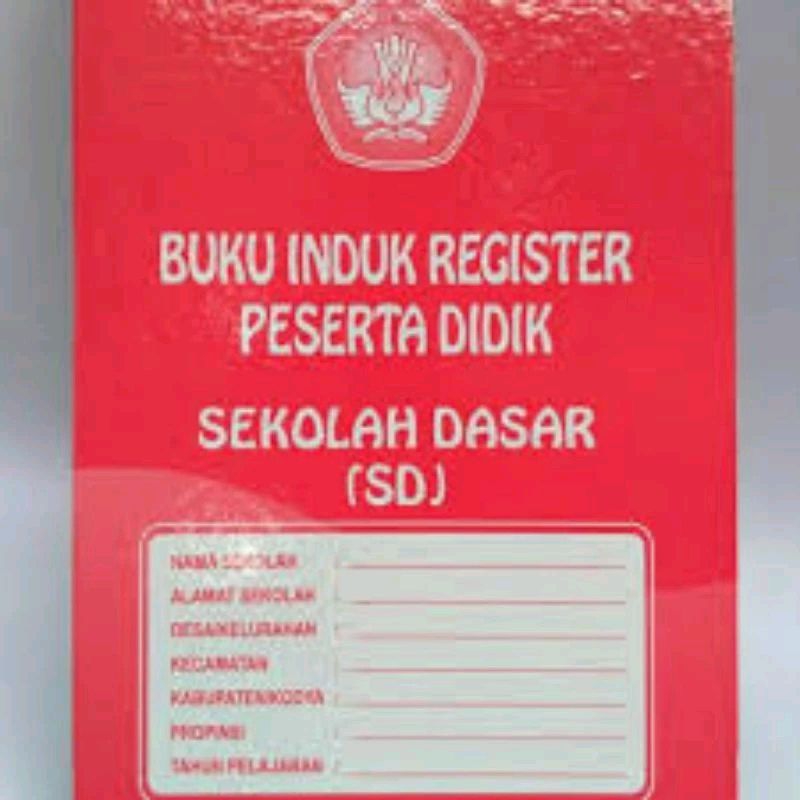 BUKU INDUK REGISTER
PESERTA DIDIK
SEKOLAH DASAR
(SD)
NAMA SEKOLAH :
ALAMAT SEKOLAH :
DESA/KELURAHAN :
KECAMATAN :
KABUPATEN/KODYA :
PROPINSI :
TAHUN PELAJARAN :